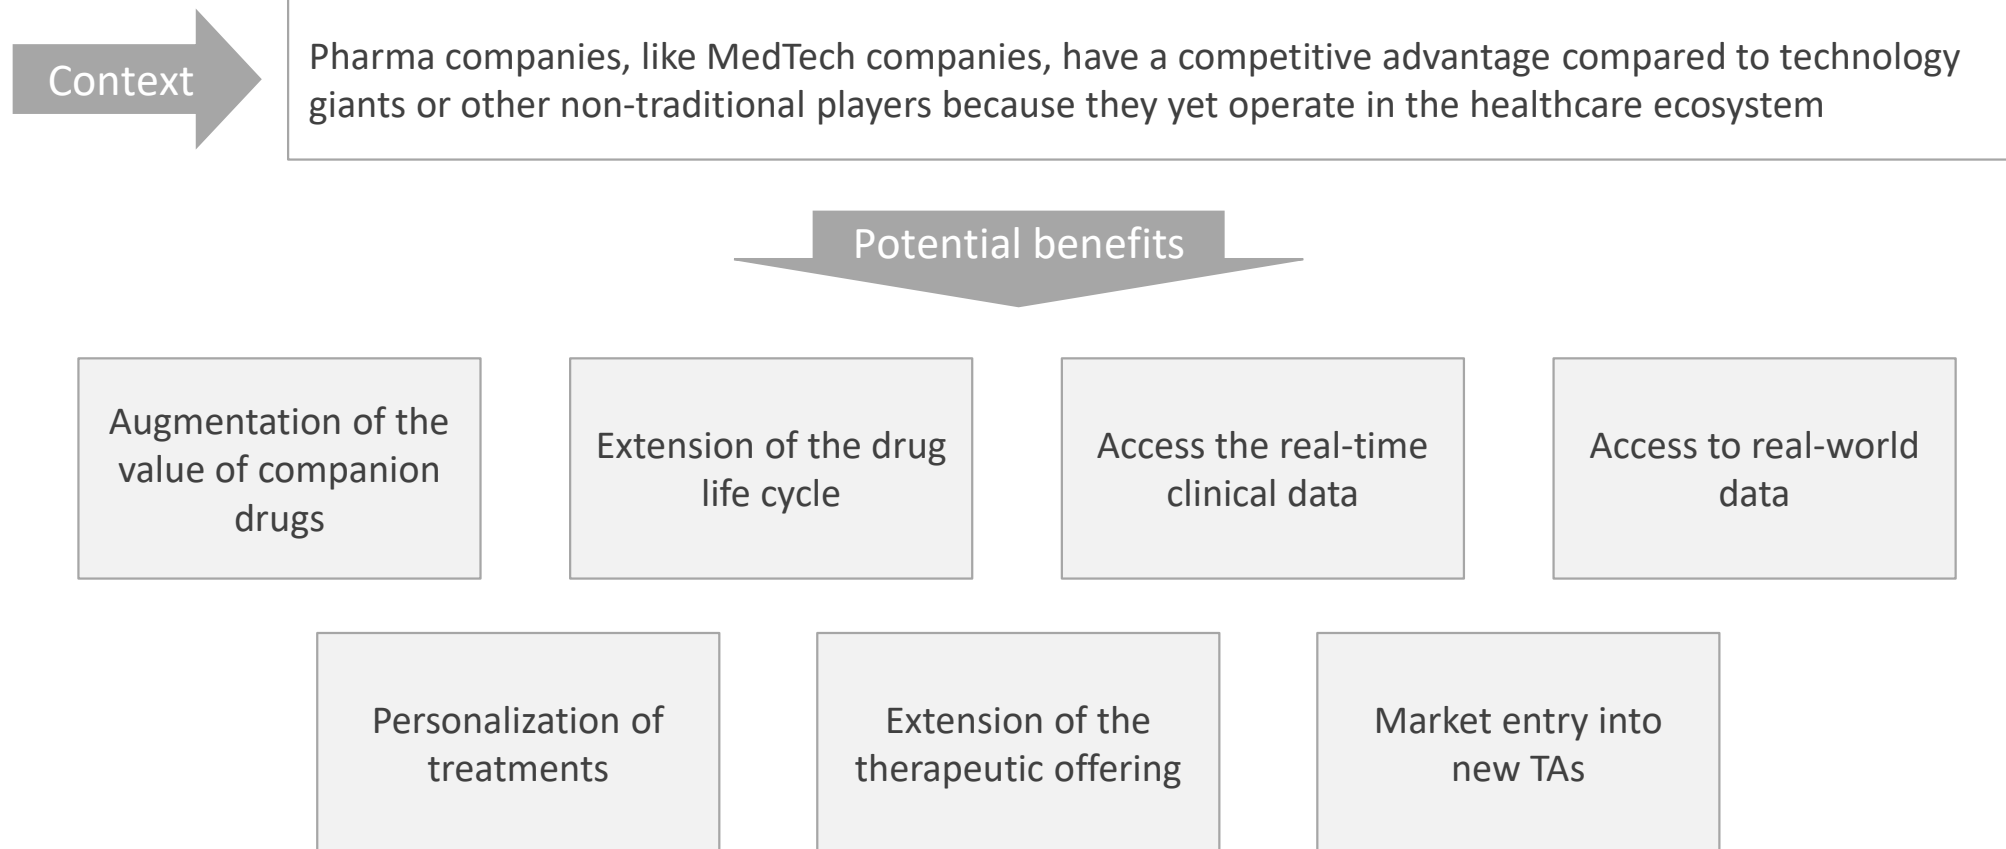 Context
Pharma companies, like MedTech companies, have a competitive advantage compared to technology
giants or other non-traditional players because they yet operate in the healthcare ecosystem
Potential benefits
Augmentation of the
value of companion
drugs
Extension of the drug
life cycle
Access the real-time
clinical data
Access to real-world
data
Personalization of
treatments
Extension of the
therapeutic offering
Market entry into
new TAs